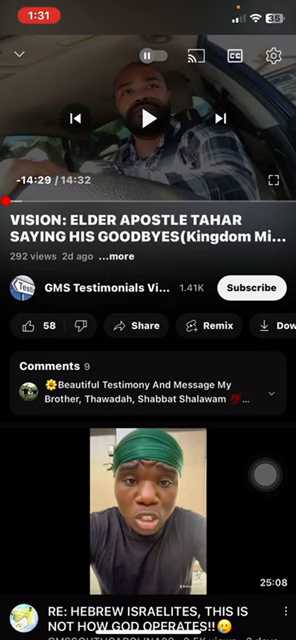 1:31
35
-14:29 / 14:32
VISION: ELDER APOSTLE TAHAR
SAYING HIS GOODBYES(Kingdom Mi...
292 views 2d ago ...more
GMS Testimonials Vi... 1.41K Subscribe
58 Share Remix Dow
Comments 9
🌼Beautiful Testimony And Message My
Brother, Thawadah, Shabbat Shalawam 💯...
25:08
RE: HEBREW ISRAELITES, THIS IS
NOT HOW GOD OPERATES!!🥲